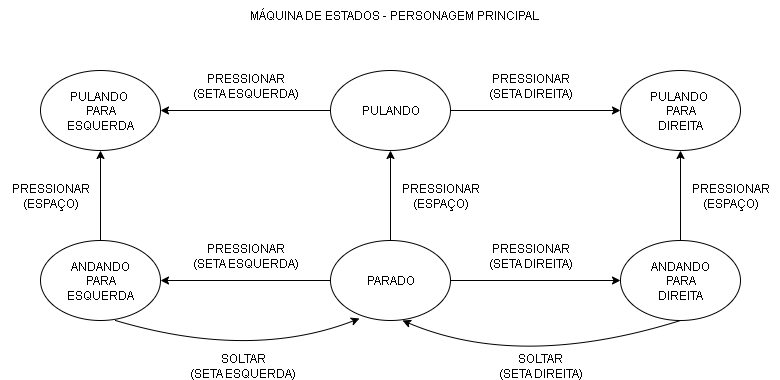 MÁQUINA DE ESTADOS - PERSONAGEM PRINCIPAL
PRESSIONAR
(SETA ESQUERDA)
PRESSIONAR
(SETA DIREITA)
PULANDO
PARA
ESQUERDA
PULANDO
PULANDO
PARA
DIREITA
PRESSIONAR
(ESPAÇO)
PRESSIONAR
(ESPAÇO)
PRESSIONAR
(ESPAÇO)
PRESSIONAR
(SETA ESQUERDA)
PRESSIONAR
(SETA DIREITA)
ANDANDO
PARA
ESQUERDA
PARADO
ANDANDO
PARA
DIREITA
SOLTAR
(SETA ESQUERDA)
SOLTAR
(SETA DIREITA)